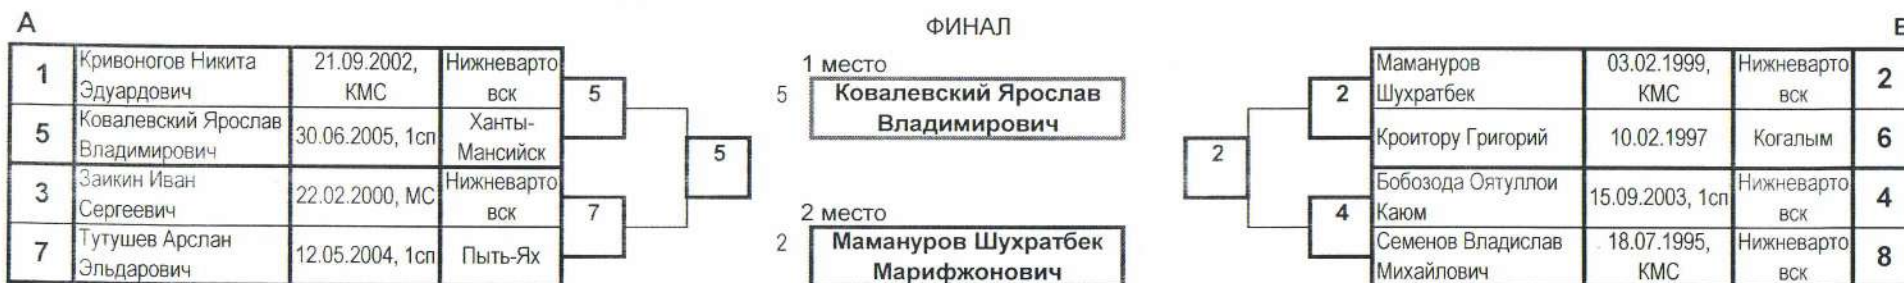 А
ФИНАЛ
1
Кривоногов Никита
Эдуардович
21.09.2002,
КМС
Нижневарто
вск
5
Ковалевский Ярослав
Владимирович
30.06.2005, 1сп
Ханты-
Мансийск
3
Заикин Иван
Сергеевич
22.02.2000, МС
Нижневарто
вск
7
Тутушев Арслан
Эльдарович
12.05.2004, 1сп
Пыть-Ях
5
7
5
1 место
5
Ковалевский Ярослав
Владимирович
2 место
2
Мамануров Шухратбек
Марифжонович
2
2
4
Мамануров
Шухратбек
03.02.1999,
КМС
Нижневарто
вск
2
Кроитору Григорий
10.02.1997
Когалым
6
Бобозода Оятуллои
Каюм
15.09.2003, 1сп
Нижневарто
вск
4
Семенов Владислав
Михайлович
18.07.1995,
КМС
Нижневарто
вск
8